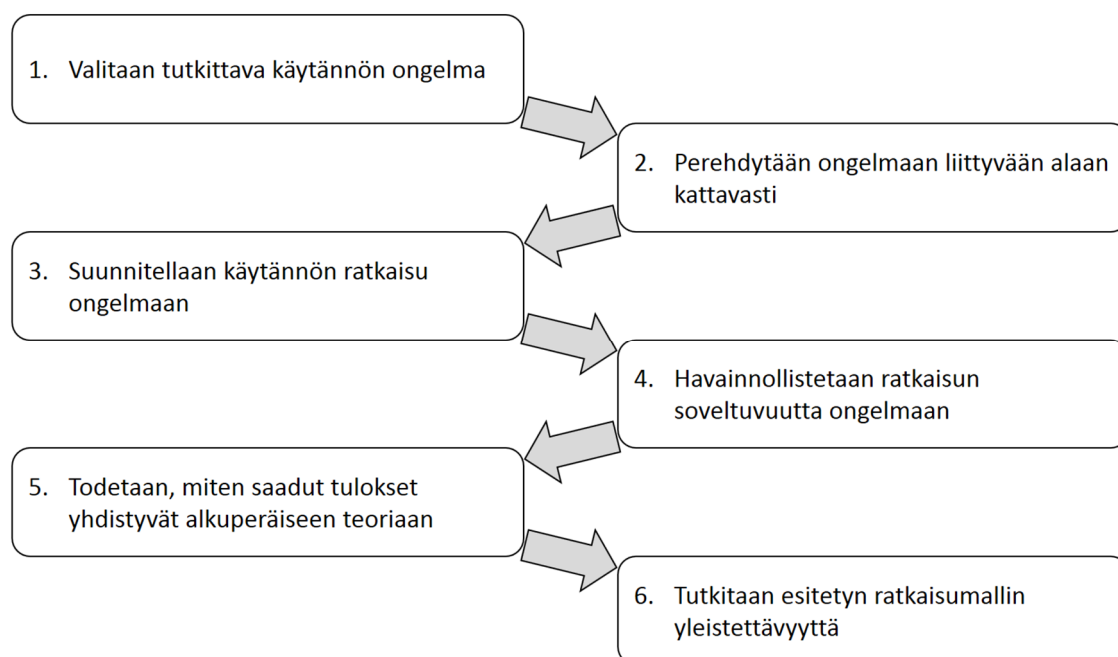 1. Valitaan tutkittava käytännön ongelma
2. Perehdytään ongelmaan liittyvään alaan
kattavasti
3. Suunnitellaan käytännön ratkaisu
ongelmaan
4. Havainnollistetaan ratkaisun
soveltuvuutta ongelmaan
5. Todetaan, miten saadut tulokset
yhdistyvät alkuperäiseen teoriaan
6. Tutkitaan esitetyn ratkaisumallin
yleistettävyyttä